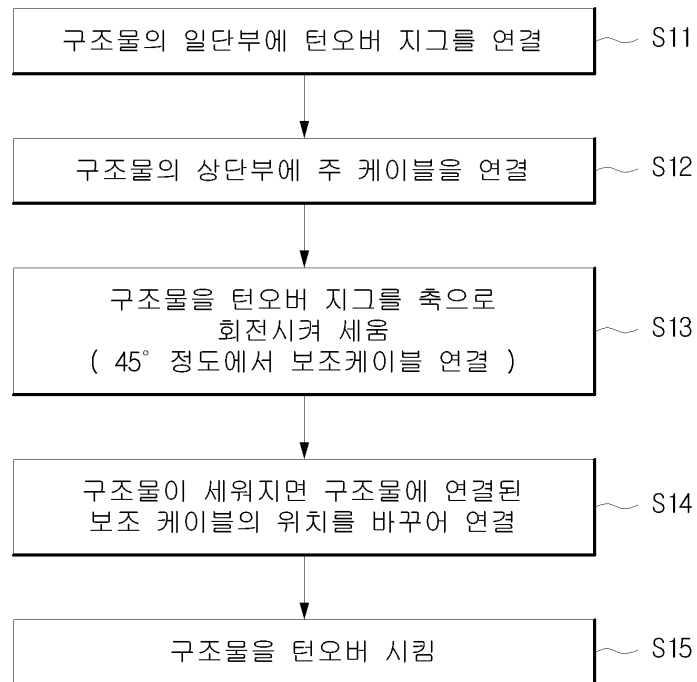 구조물의 일단부에 턴오버 지그를 연결 S11
구조물의 상단부에 주 케이블을 연결 S12
구조물을 턴오버 지그를 축으로
회전시켜 세움
( 45° 정도에서 보조케이블 연결 )
S13
구조물이 세워지면 구조물에 연결된
보조 케이블의 위치를 바꾸어 연결
S14
구조물을 턴오버 시킴 S15